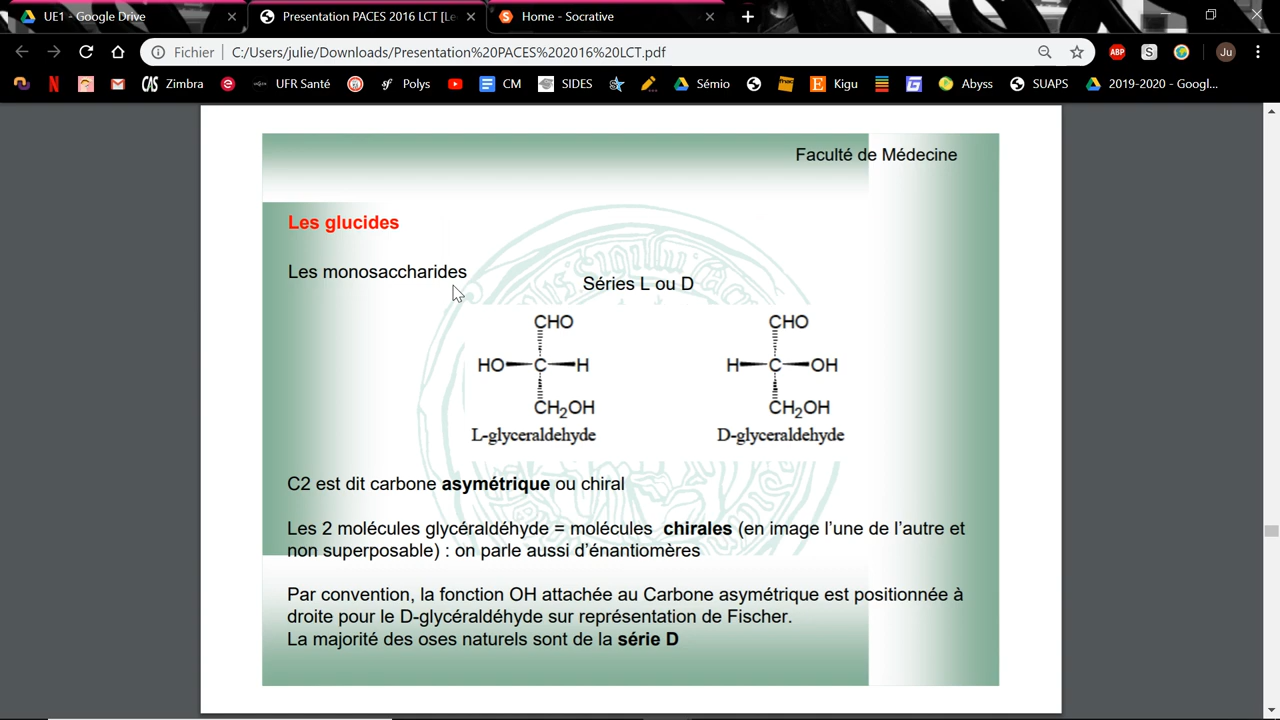 UE1 - Google Drive
Presentation PACES 2016 LCT [Le
Home - Socrative
Fichier
C:/Users/julie/Downloads/Presentation%20PACES%202016%20LCT.pdf
ABP
S
Ju
Zimbra
UFR Santé
Polys
CM
SIDES
Sémio
fnac
E
Kigu
Abyss
SUAPS
2019-2020 - Googl...
Faculté de Médecine
Les glucides
Les monosaccharides
Séries L ou D
CHO
HO C H
CH2OH
L-glyceraldehyde
CHO
H C OH
CH2OH
D-glyceraldehyde
C2 est dit carbone asymétrique ou chiral
Les 2 molécules glycéraldéhyde = molécules chirales (en image l'une de l'autre et
non superposable) : on parle aussi d'énantiomères
Par convention, la fonction OH attachée au Carbone asymétrique est positionnée à
droite pour le D-glycéraldéhyde sur représentation de Fischer.
La majorité des oses naturels sont de la série D